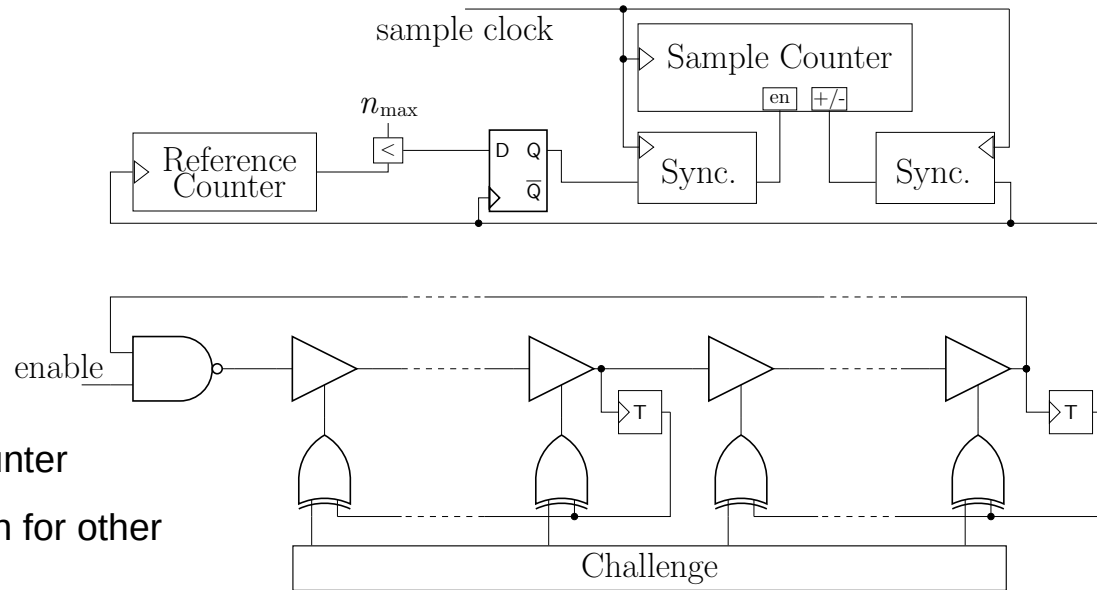 sample clock
Sample Counter
en
+/-
n_max
<
Reference
Counter
D Q
Q̅
Sync.
Sync.
enable
T
T
unter
n for other
Challenge